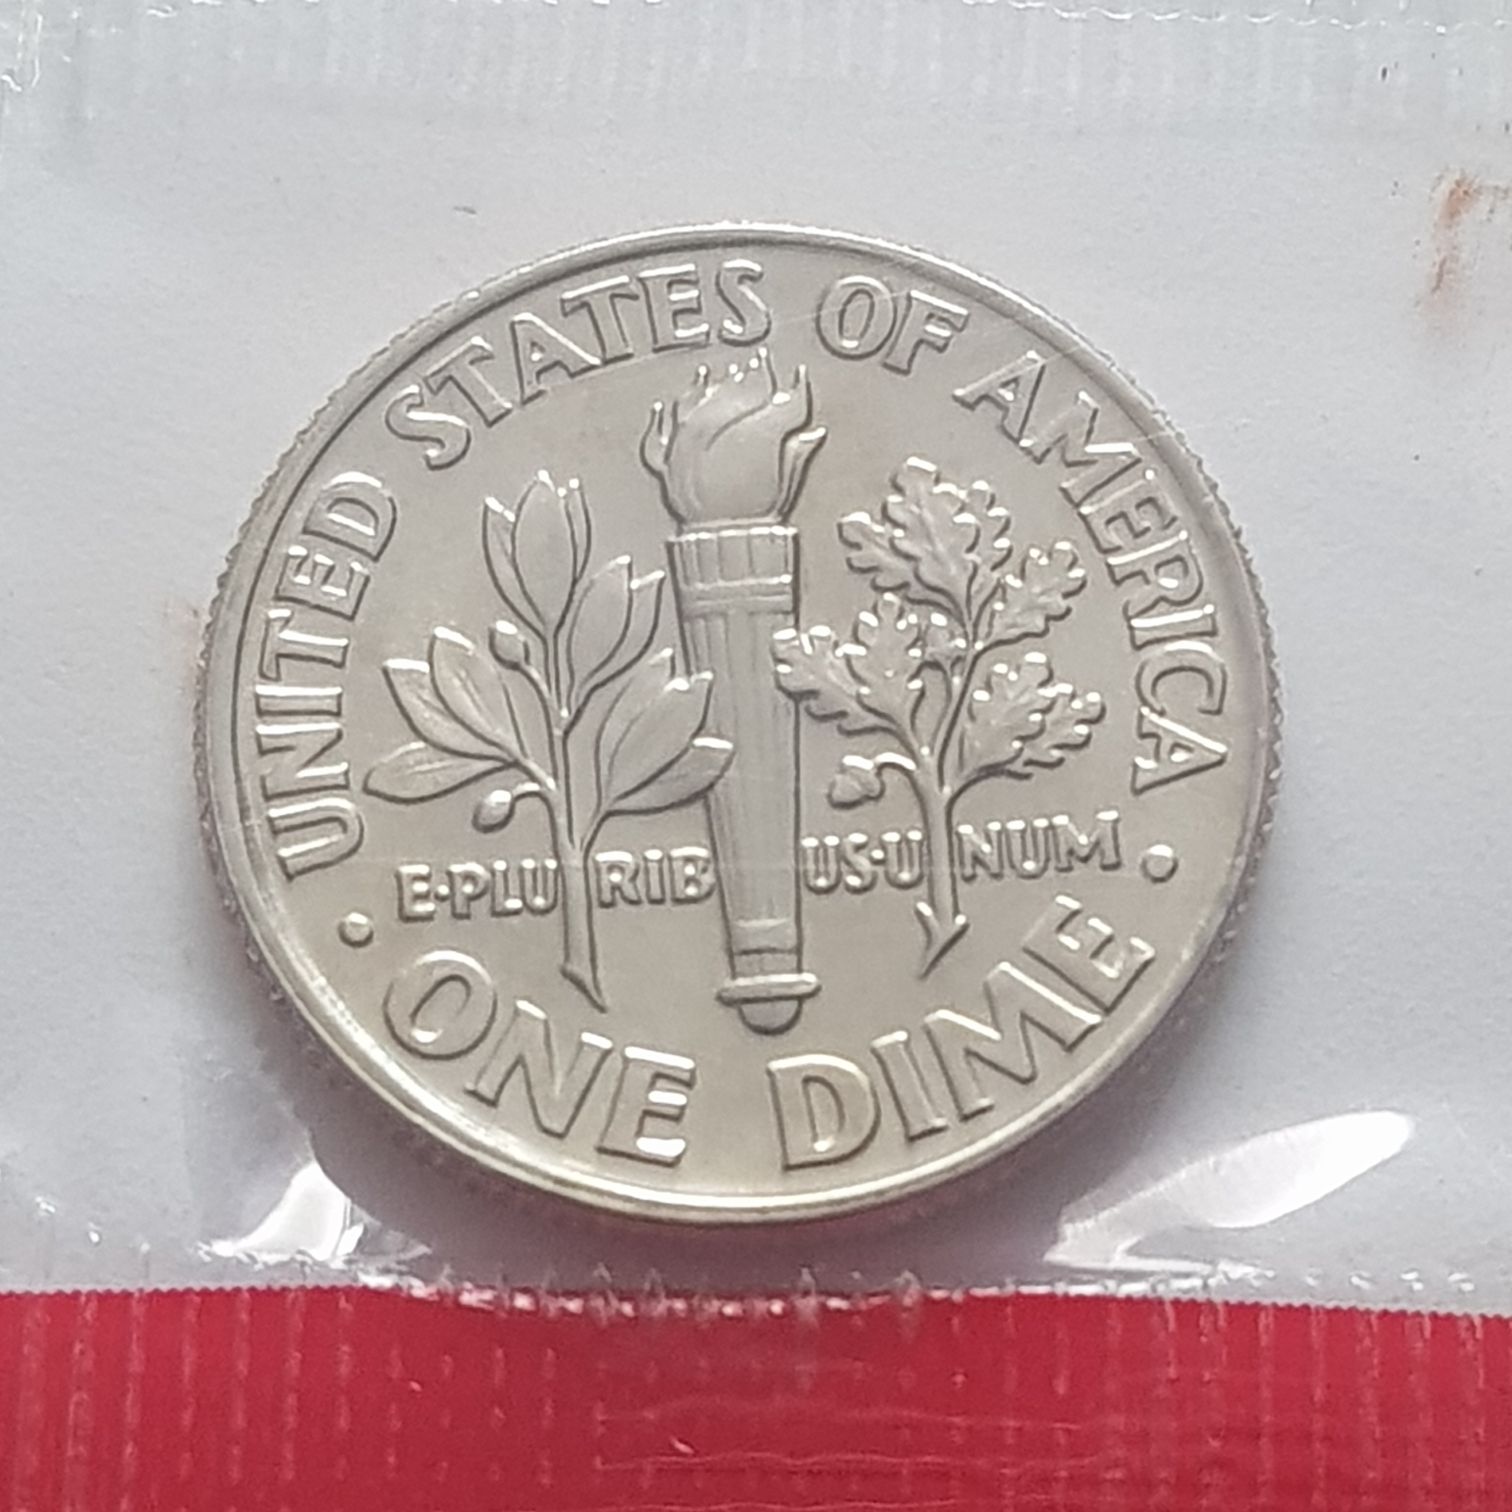 UNITED STATES OF AMERICA
E·PLU RIB US·U NUM
· ONE DIME ·